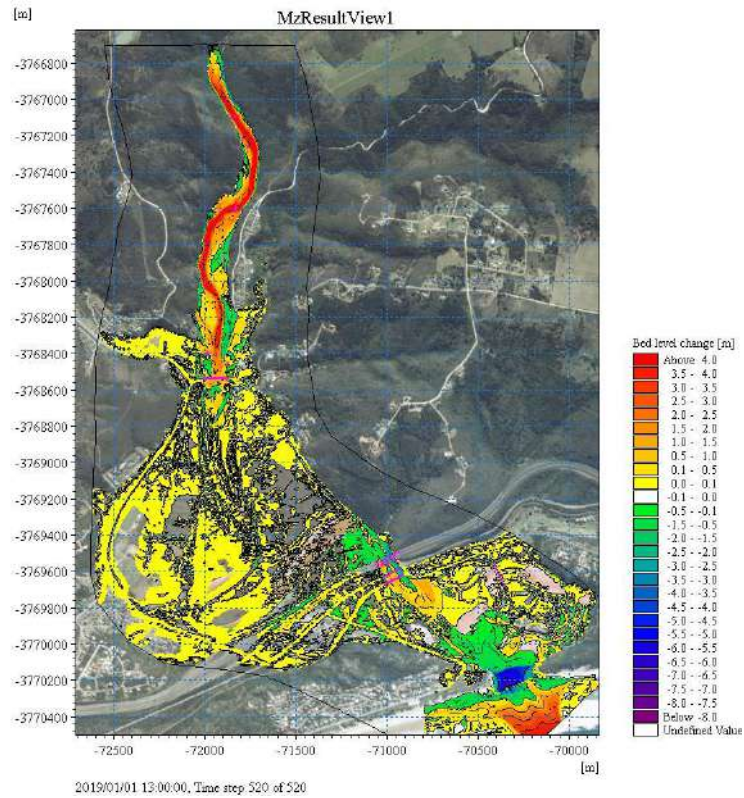 [m]
MzResultView1
-3766800
-3767000
-3767200
-3767400
-3767600
-3767800
-3768000
-3768200
-3768400
-3768600
-3768800
-3769000
-3769200
-3769400
-3769600
-3769800
-3770000
-3770200
-3770400
-72500
-72000
-71500
-71000
-70500
-70000
[m]
Bed level change [m]
Above 4.0
3.5 - 4.0
3.0 - 3.5
2.5 - 3.0
2.0 - 2.5
1.5 - 2.0
1.0 - 1.5
0.5 - 1.0
0.1 - 0.5
0.0 - 0.1
-0.1 - 0.0
-0.5 - -0.1
-1.5 - -0.5
-2.0 - -1.5
-2.5 - -2.0
-3.0 - -2.5
-3.5 - -3.0
-4.0 - -3.5
-4.5 - -4.0
-5.0 - -4.5
-5.5 - -5.0
-6.0 - -5.5
-6.5 - -6.0
-7.0 - -6.5
-7.5 - -7.0
-8.0 - -7.5
Below -8.0
Undefined Value
2019/01/01 13:00:00, Time step 520 of 520